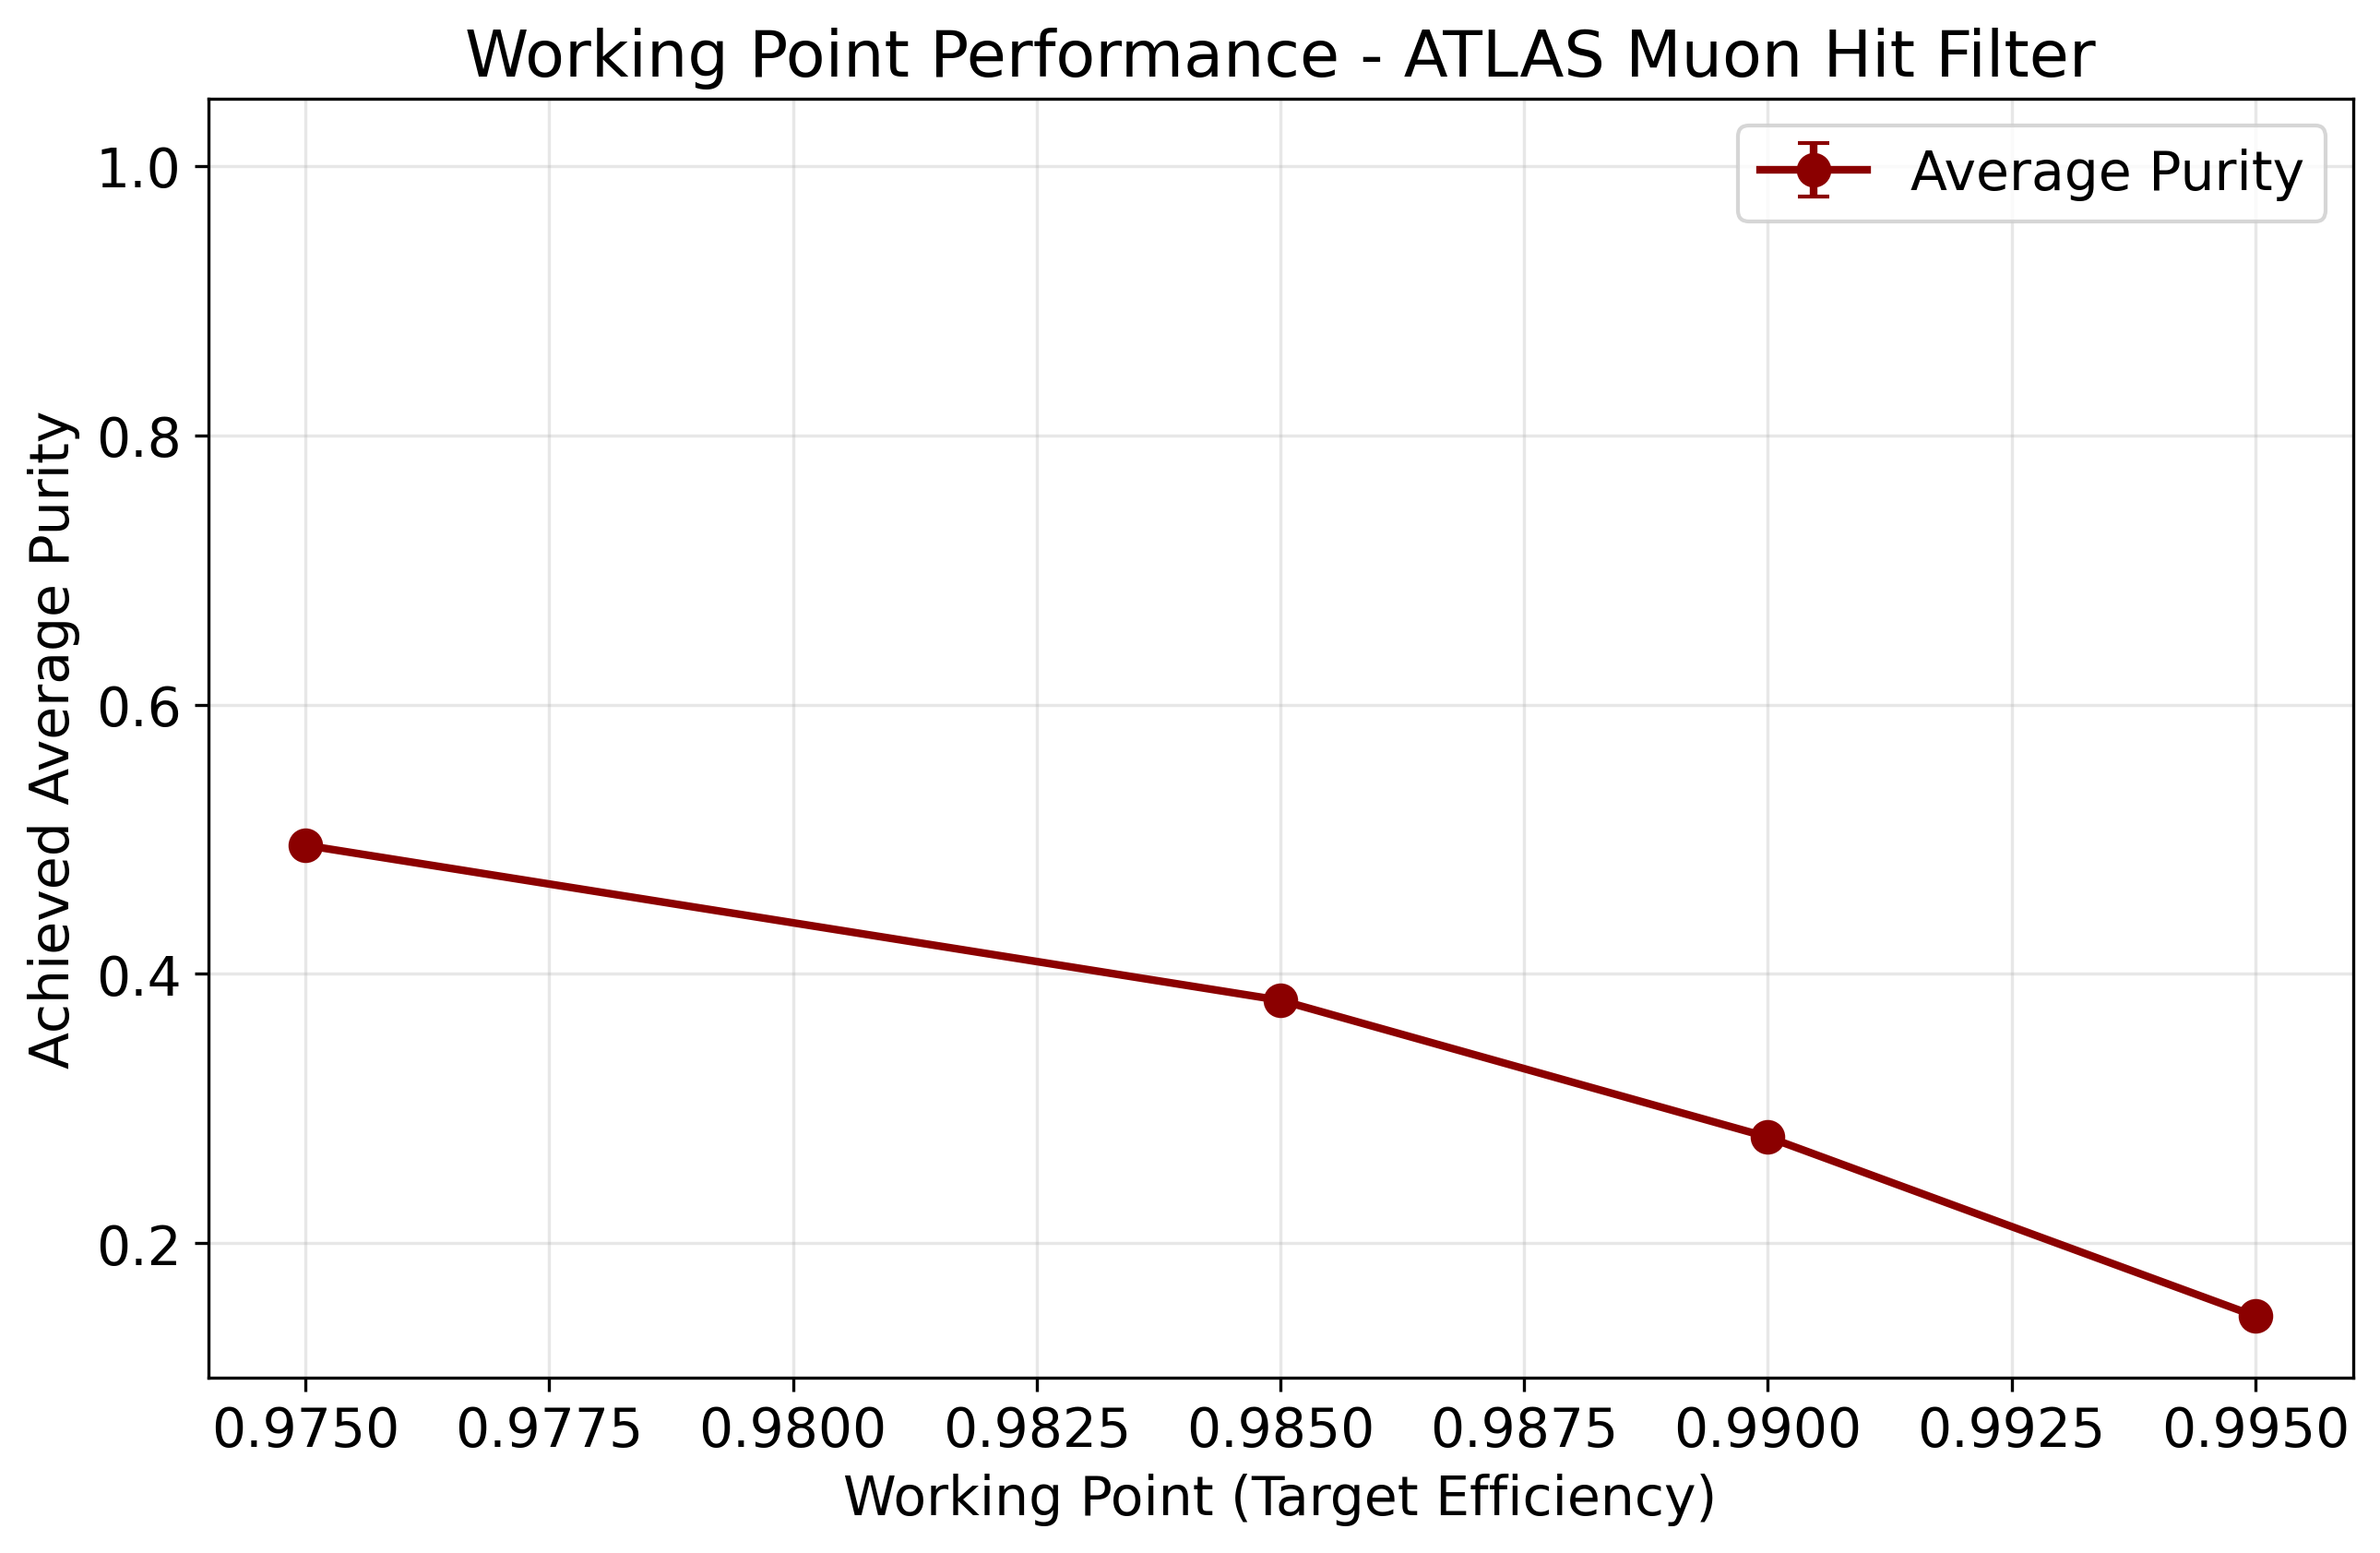 Working Point Performance - ATLAS Muon Hit Filter
Average Purity
Achieved Average Purity
1.0
0.8
0.6
0.4
0.2
0.9750 0.9775 0.9800 0.9825 0.9850 0.9875 0.9900 0.9925 0.9950
Working Point (Target Efficiency)